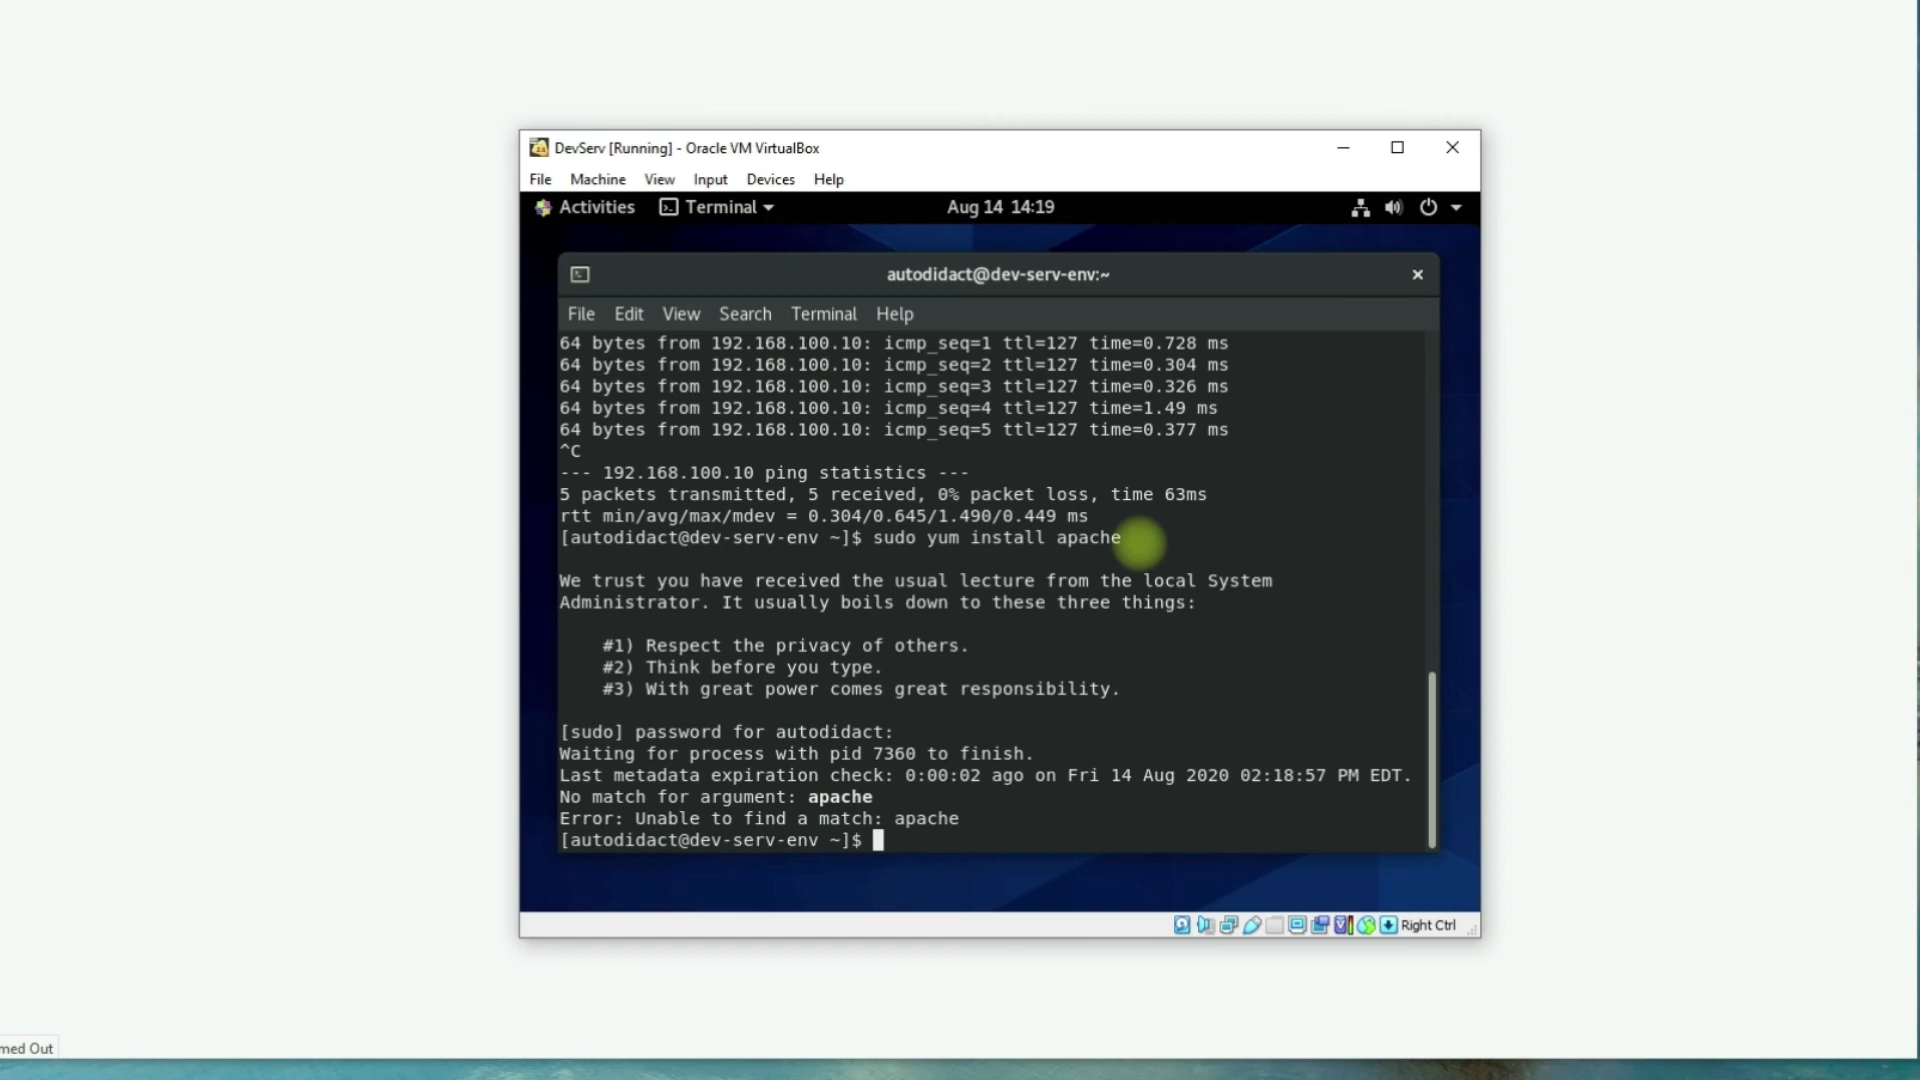 DevServ [Running] - Oracle VM VirtualBox
File Machine View Input Devices Help
Activities Terminal Aug 14 14:19
autodidact@dev-serv-env:~
File Edit View Search Terminal Help
64 bytes from 192.168.100.10: icmp_seq=1 ttl=127 time=0.728 ms
64 bytes from 192.168.100.10: icmp_seq=2 ttl=127 time=0.304 ms
64 bytes from 192.168.100.10: icmp_seq=3 ttl=127 time=0.326 ms
64 bytes from 192.168.100.10: icmp_seq=4 ttl=127 time=1.49 ms
64 bytes from 192.168.100.10: icmp_seq=5 ttl=127 time=0.377 ms
^C
--- 192.168.100.10 ping statistics ---
5 packets transmitted, 5 received, 0% packet loss, time 63ms
rtt min/avg/max/mdev = 0.304/0.645/1.490/0.449 ms
[autodidact@dev-serv-env ~]$ sudo yum install apache
We trust you have received the usual lecture from the local System
Administrator. It usually boils down to these three things:
#1) Respect the privacy of others.
#2) Think before you type.
#3) With great power comes great responsibility.
[sudo] password for autodidact:
Waiting for process with pid 7360 to finish.
Last metadata expiration check: 0:00:02 ago on Fri 14 Aug 2020 02:18:57 PM EDT.
No match for argument: apache
Error: Unable to find a match: apache
[autodidact@dev-serv-env ~]$
Right Ctrl
med Out